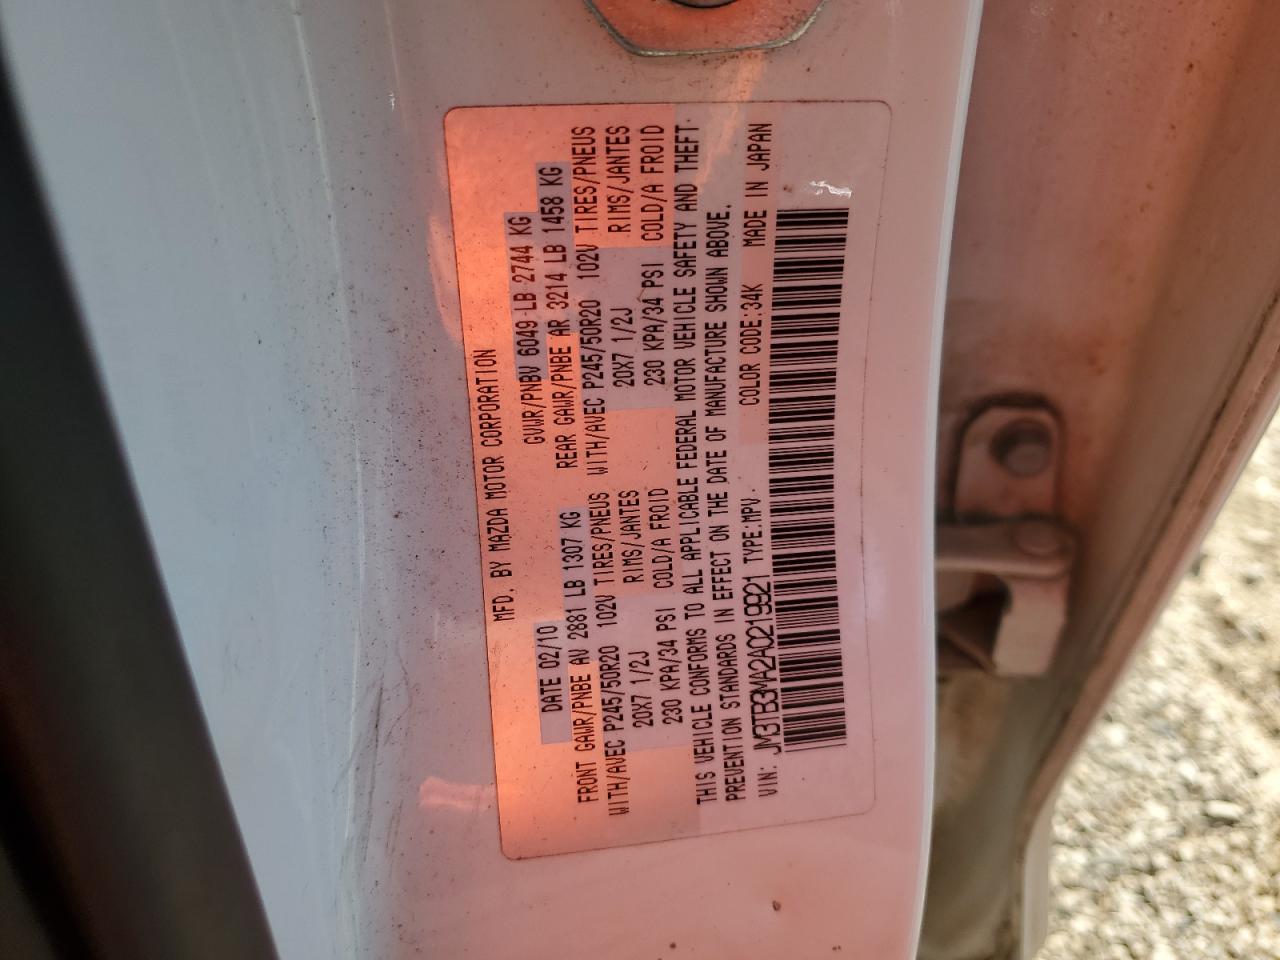 MFD. BY MAZDA MOTOR CORPORATION
DATE 02/10 GVWR/PNBV 6049 LB 2744 KG
FRONT GAWR/PNBE AV 2881 LB 1307 KG REAR GAWR/PNBE AR 3214 LB 1458 KG
WITH/AVEC P245/50R20 102V TIRES/PNEUS WITH/AVEC P245/50R20 102V TIRES/PNEUS
20X7 1/2J RIMS/JANTES 20X7 1/2J RIMS/JANTES
230 KPA/34 PSI COLD/A FROID 230 KPA/34 PSI COLD/A FROID
THIS VEHICLE CONFORMS TO ALL APPLICABLE FEDERAL MOTOR VEHICLE SAFETY AND THEFT
PREVENTION STANDARDS IN EFFECT ON THE DATE OF MANUFACTURE SHOWN ABOVE.
VIN: JM3TB3MA2A0219921 TYPE:MPV COLOR CODE:34K MADE IN JAPAN